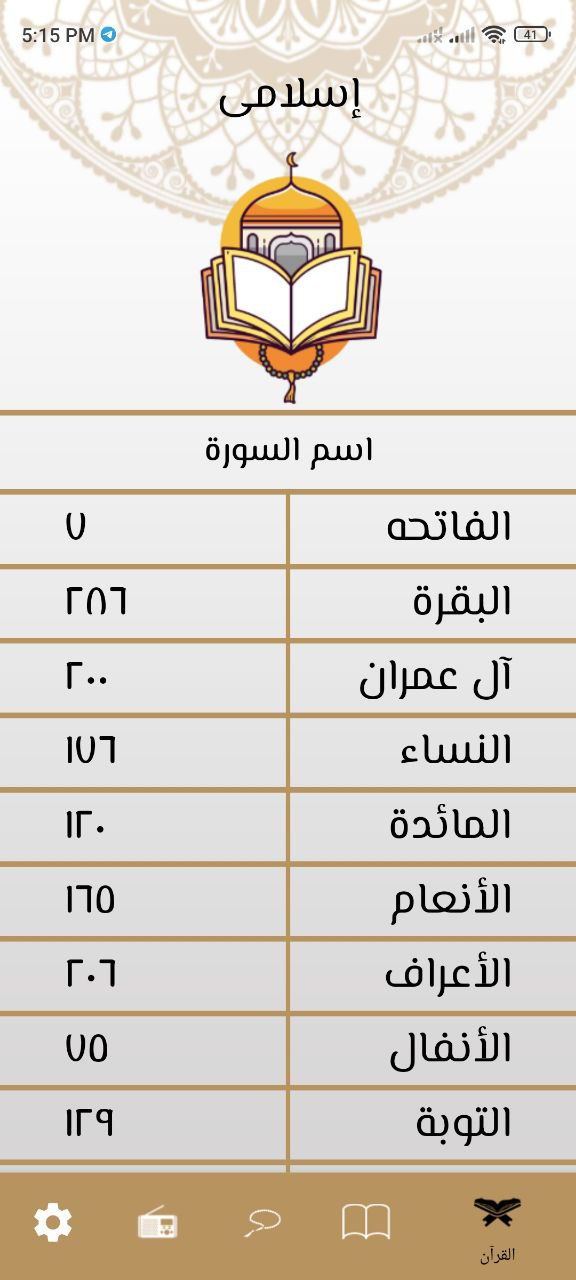 5:15 PM
41
إسلامى
اسم السورة
الفاتحه ٧
البقرة ٢٨٦
آل عمران ٢٠٠
النساء ١٧٦
المائدة ١٢٠
الأنعام ١٦٥
الأعراف ٢٠٦
الأنفال ٧٥
التوبة ١٢٩
القرآن